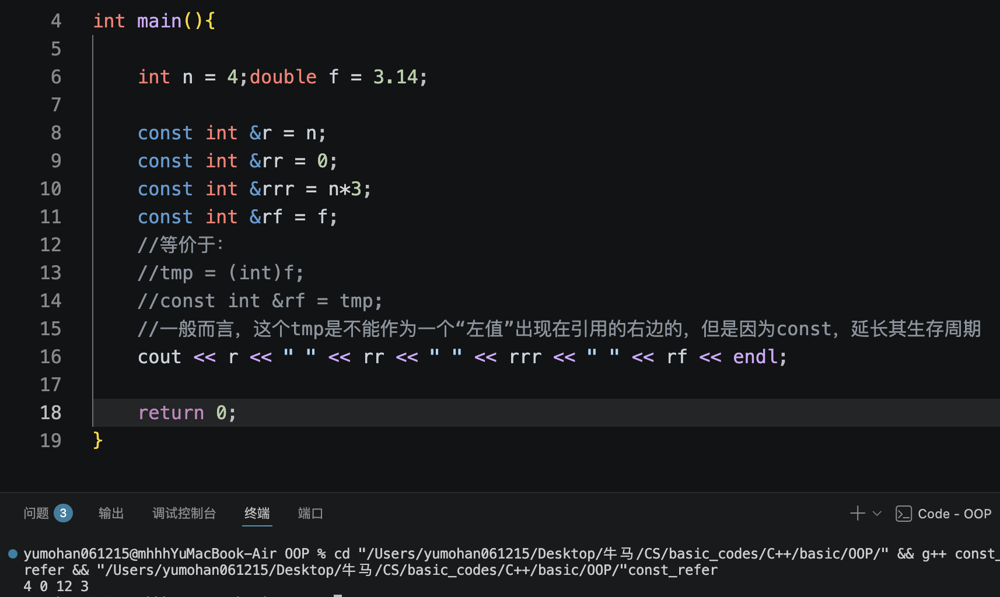 4 int main(){
5
6 int n = 4;double f = 3.14;
7
8 const int &r = n;
9 const int &rr = 0;
10 const int &rrr = n*3;
11 const int &rf = f;
12 //等价于：
13 //tmp = (int)f;
14 //const int &rf = tmp;
15 //一般而言，这个tmp是不能作为一个“左值”出现在引用的右边的，但是因为const，延长其生存周期
16 cout << r << " " << rr << " " << rrr << " " << rf << endl;
17
18 return 0;
19 }
问题 3 输出 调试控制台 终端 端口 Code - OOP
yumohan061215@mhhhYuMacBook-Air OOP % cd "/Users/yumohan061215/Desktop/牛马/CS/basic_codes/C++/basic/OOP/" && g++ const_
refer && "/Users/yumohan061215/Desktop/牛马/CS/basic_codes/C++/basic/OOP/"const_refer
4 0 12 3